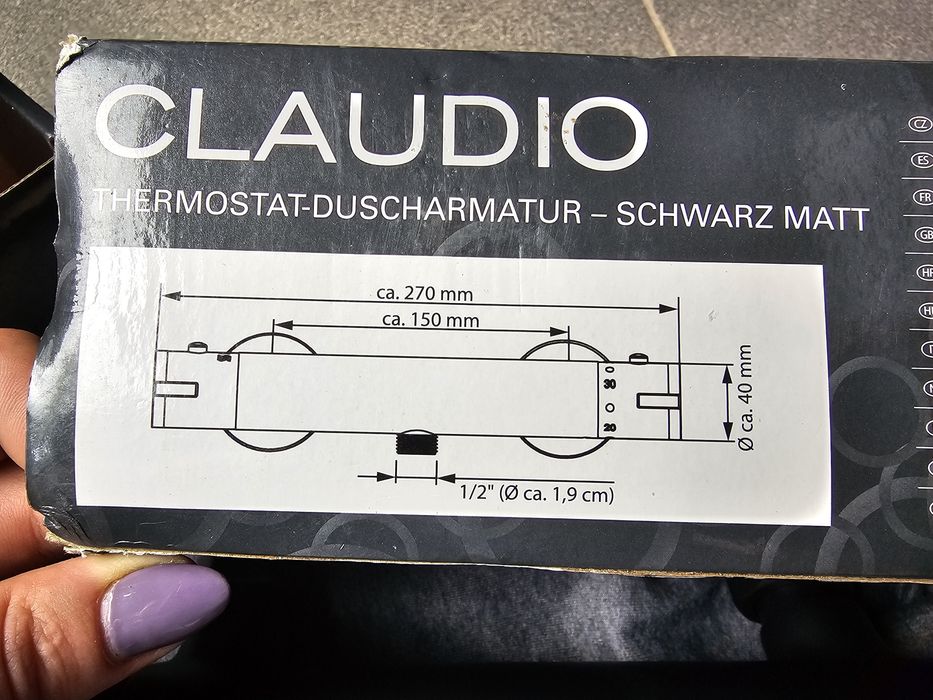 CLAUDIO
THERMOSTAT-DUSCHARMATUR – SCHWARZ MATT
ca. 270 mm
ca. 150 mm
30
20
Ø ca. 40 mm
1/2" (Ø ca. 1,9 cm)
CZ
ES
FR
GB